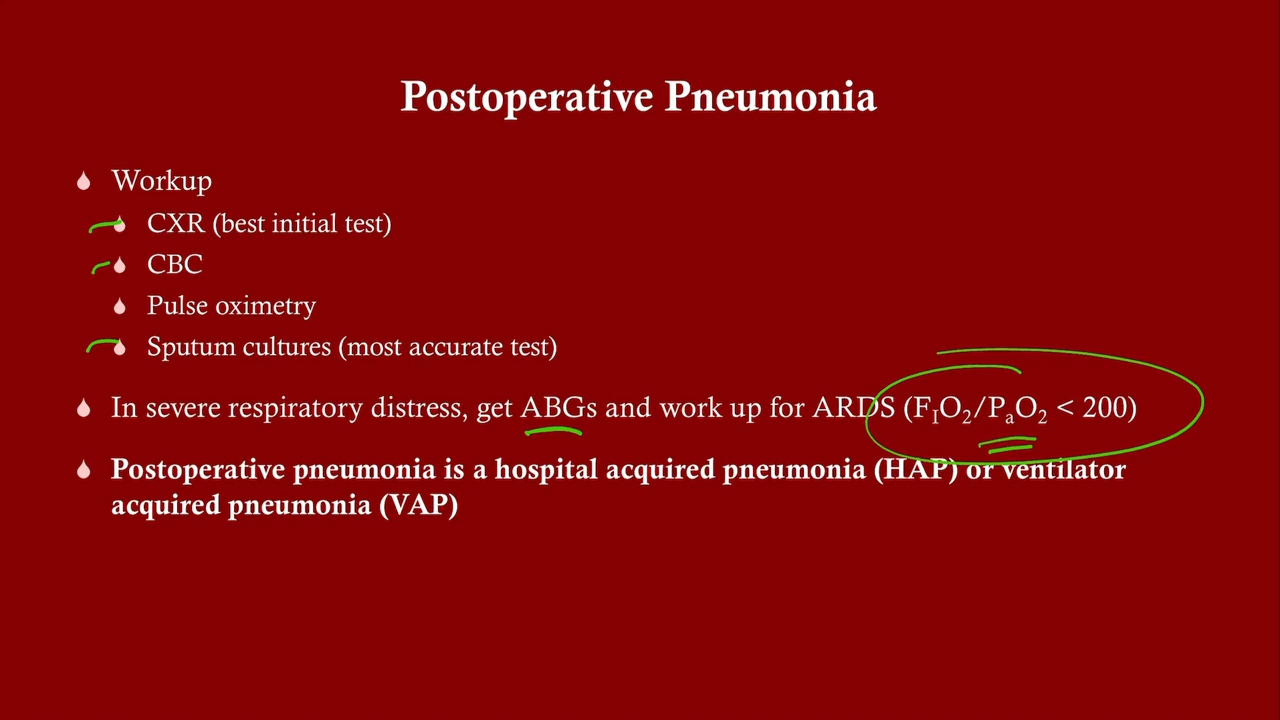 Postoperative Pneumonia
Workup
CXR (best initial test)
CBC
Pulse oximetry
Sputum cultures (most accurate test)
In severe respiratory distress, get ABGs and work up for ARDS (FIO2/PaO2 < 200)
Postoperative pneumonia is a hospital acquired pneumonia (HAP) or ventilator
acquired pneumonia (VAP)